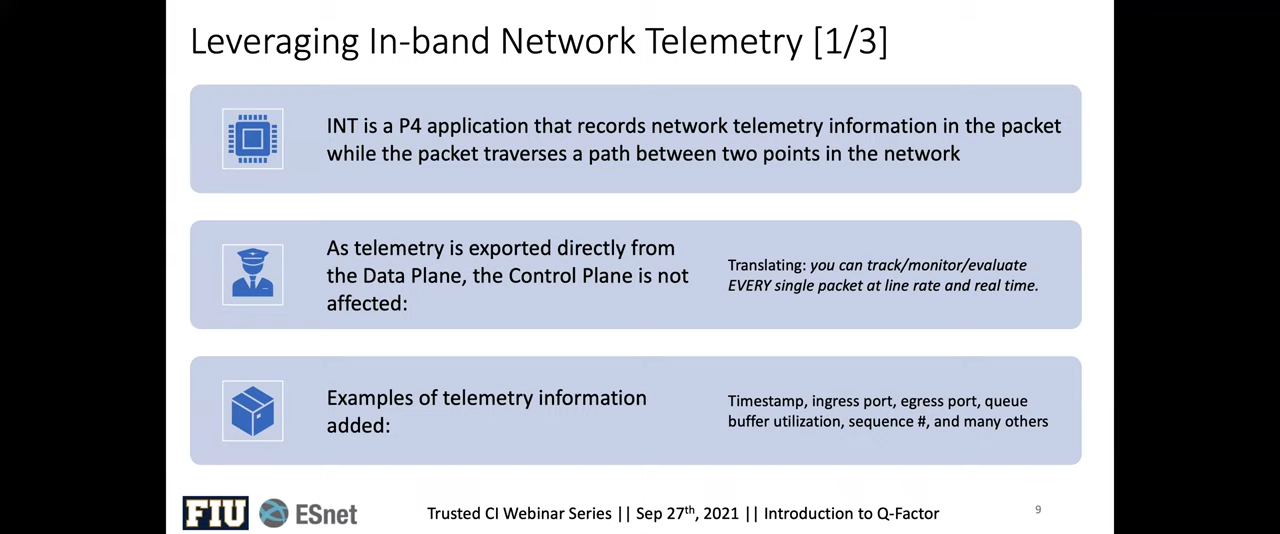 Leveraging In-band Network Telemetry [1/3]
INT is a P4 application that records network telemetry information in the packet
while the packet traverses a path between two points in the network
As telemetry is exported directly from
the Data Plane, the Control Plane is not
affected:
Translating: you can track/monitor/evaluate
EVERY single packet at line rate and real time.
Examples of telemetry information
added:
Timestamp, ingress port, egress port, queue
buffer utilization, sequence #, and many others
FIU
ESnet
Trusted CI Webinar Series || Sep 27th, 2021 || Introduction to Q-Factor
9